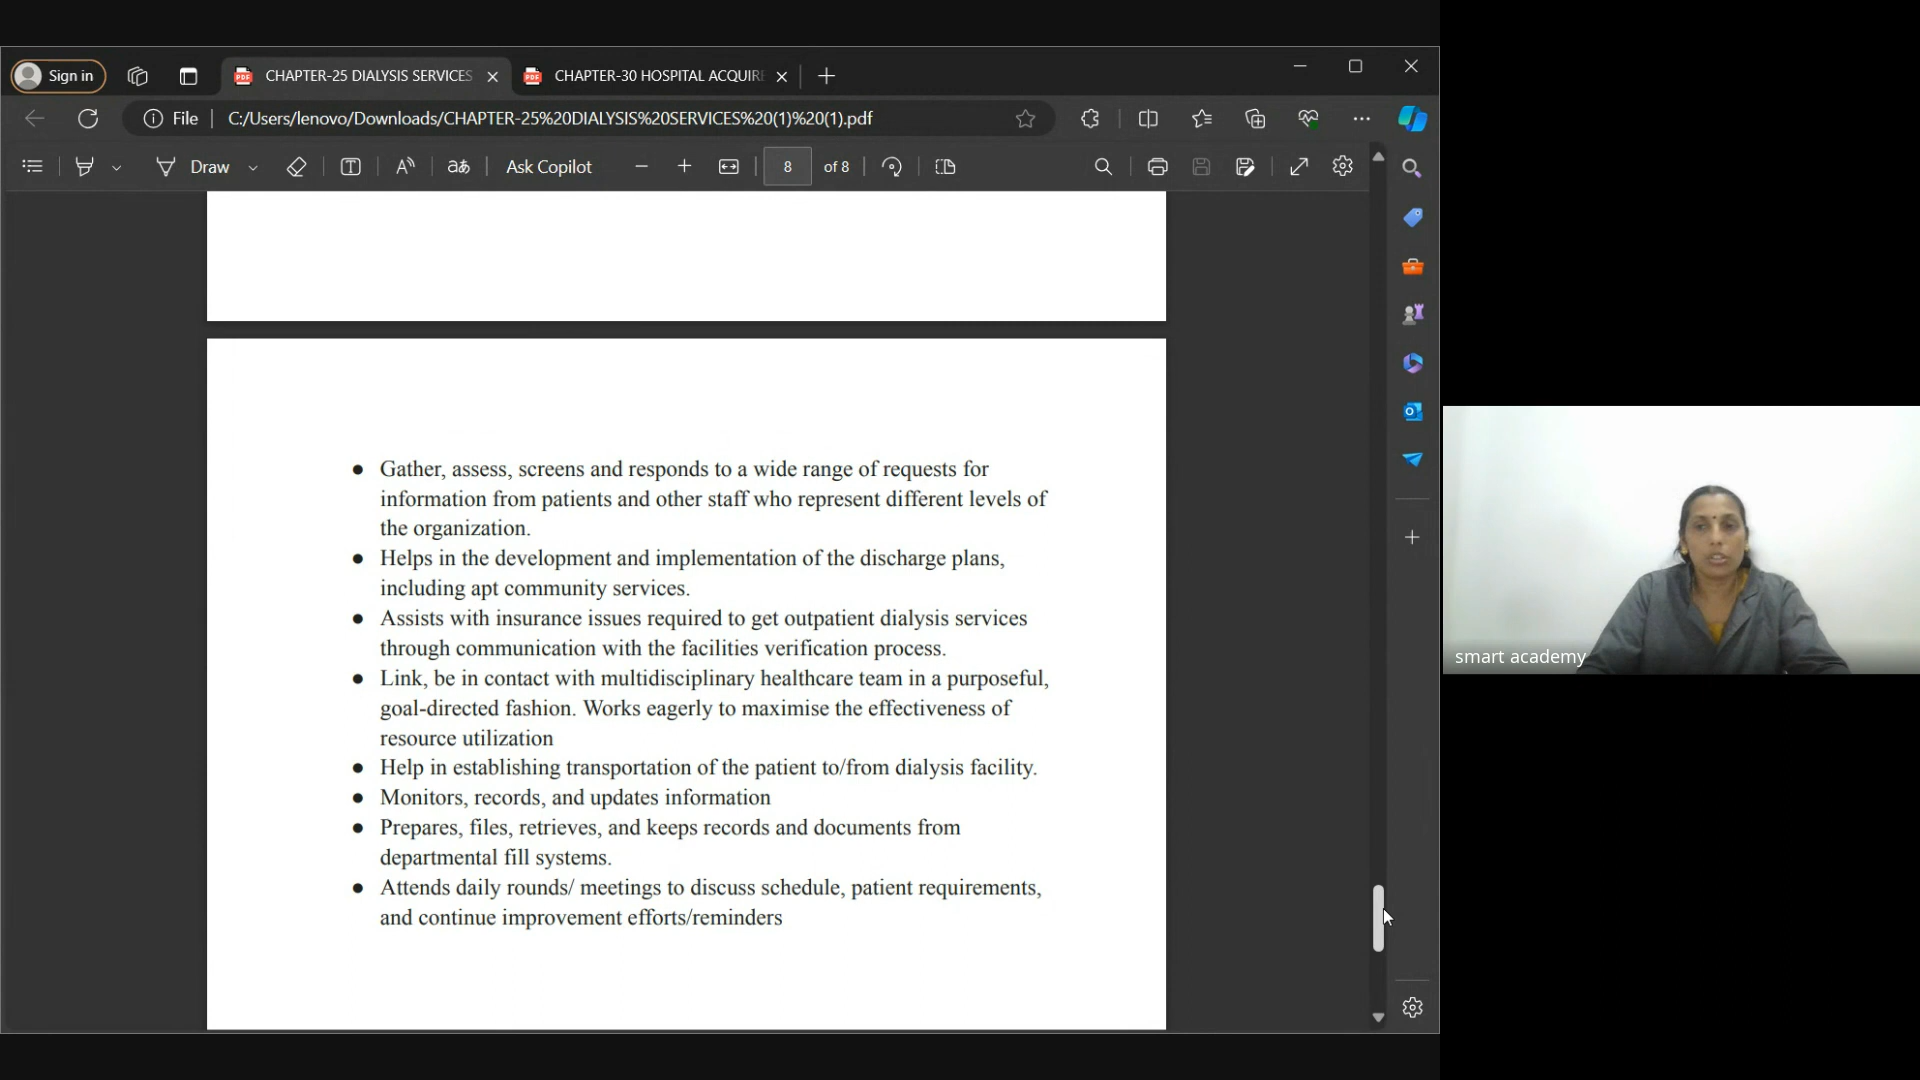 Sign in
CHAPTER-25 DIALYSIS SERVICES
CHAPTER-30 HOSPITAL ACQUIRE
File
C:/Users/lenovo/Downloads/CHAPTER-25%20DIALYSIS%20SERVICES%20(1)%20(1).pdf
Draw
Ask Copilot
8 of 8
● Gather, assess, screens and responds to a wide range of requests for
information from patients and other staff who represent different levels of
the organization.
● Helps in the development and implementation of the discharge plans,
including apt community services.
● Assists with insurance issues required to get outpatient dialysis services
through communication with the facilities verification process.
● Link, be in contact with multidisciplinary healthcare team in a purposeful,
goal-directed fashion. Works eagerly to maximise the effectiveness of
resource utilization
● Help in establishing transportation of the patient to/from dialysis facility.
● Monitors, records, and updates information
● Prepares, files, retrieves, and keeps records and documents from
departmental fill systems.
● Attends daily rounds/ meetings to discuss schedule, patient requirements,
and continue improvement efforts/reminders
smart academy